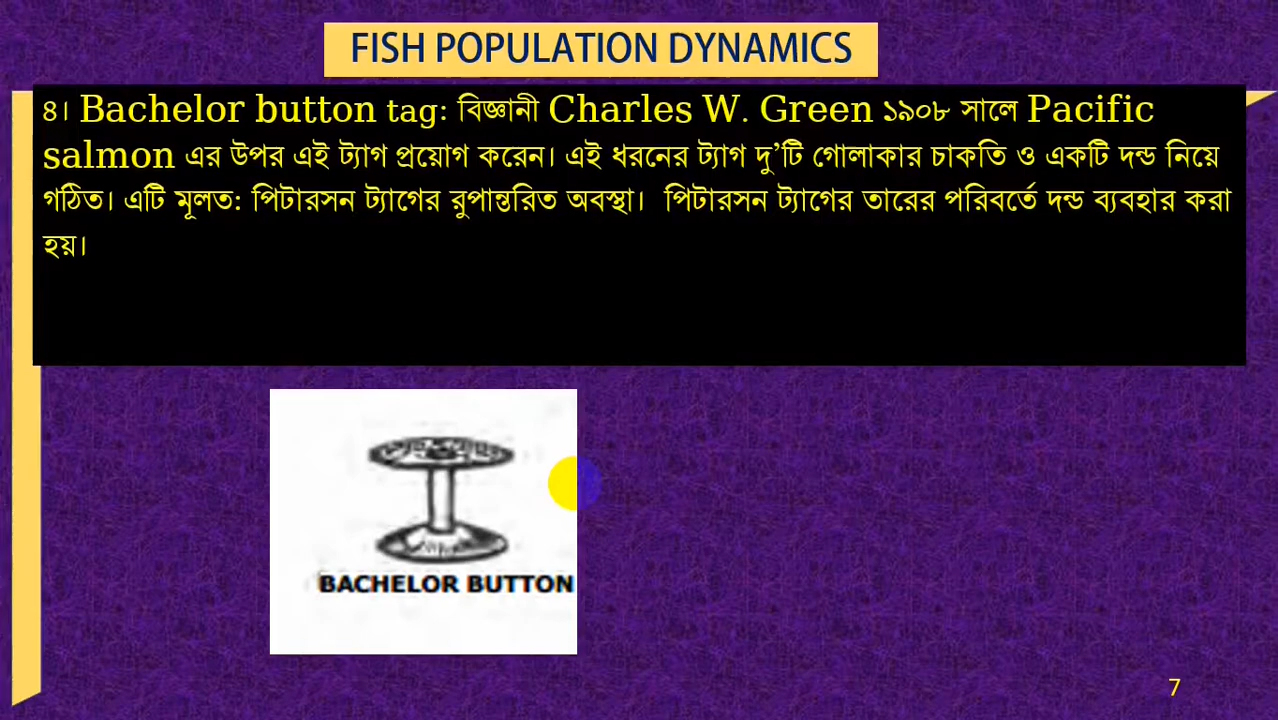 FISH POPULATION DYNAMICS
৪। Bachelor button tag: বিজ্ঞানী Charles W. Green ১৯০৮ সালে Pacific
salmon এর উপর এই ট্যাগ প্রয়োগ করেন। এই ধরনের ট্যাগ দু’টি গোলাকার চাকতি ও একটি দন্ড নিয়ে
গঠিত। এটি মূলত: পিটারসন ট্যাগের রুপান্তরিত অবস্থা। পিটারসন ট্যাগের তারের পরিবর্তে দন্ড ব্যবহার করা
হয়।
BACHELOR BUTTON
7